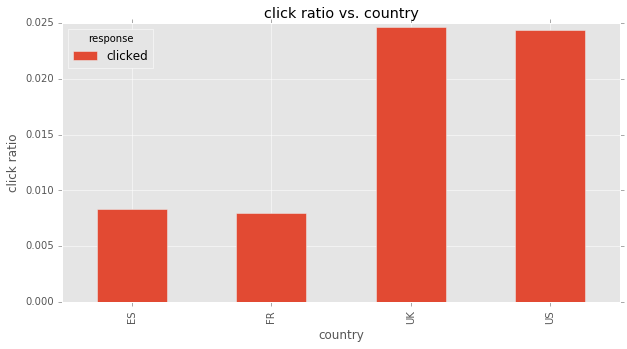 click ratio vs. country
response
clicked
0.025
0.020
0.015
0.010
0.005
0.000
click ratio
ES
FR
UK
US
country